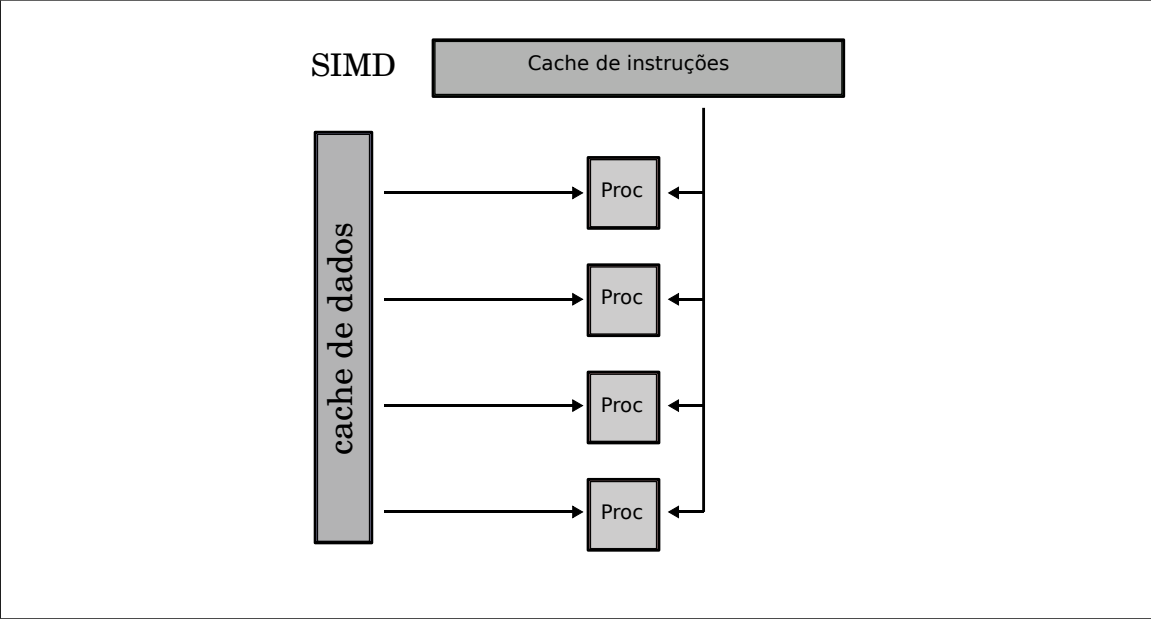 SIMD
Cache de instruções
cache de dados
Proc
Proc
Proc
Proc